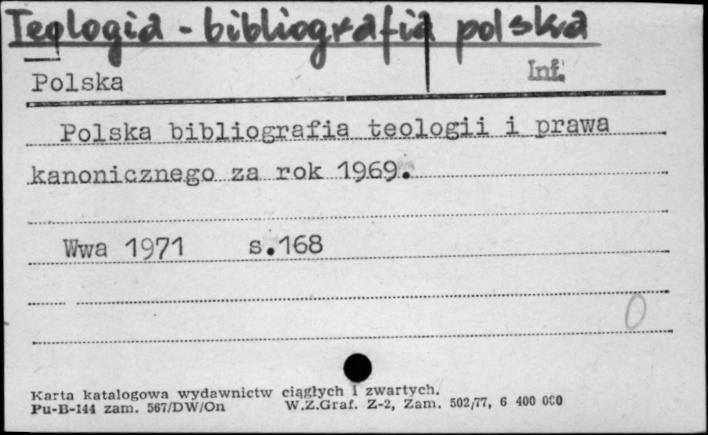 Teologia - bibliografia polska
Inf.
Polska
Polska bibliografia teologii i prawa
kanonicznego za rok 1969.
Wwa 1971 s.168
0
Karta katalogowa wydawnictw ciągłych i zwartych.
Pu-B-144 zam. 567/DW/On W.Z.Graf. Z-2, Zam. 502/77, 6 400 000